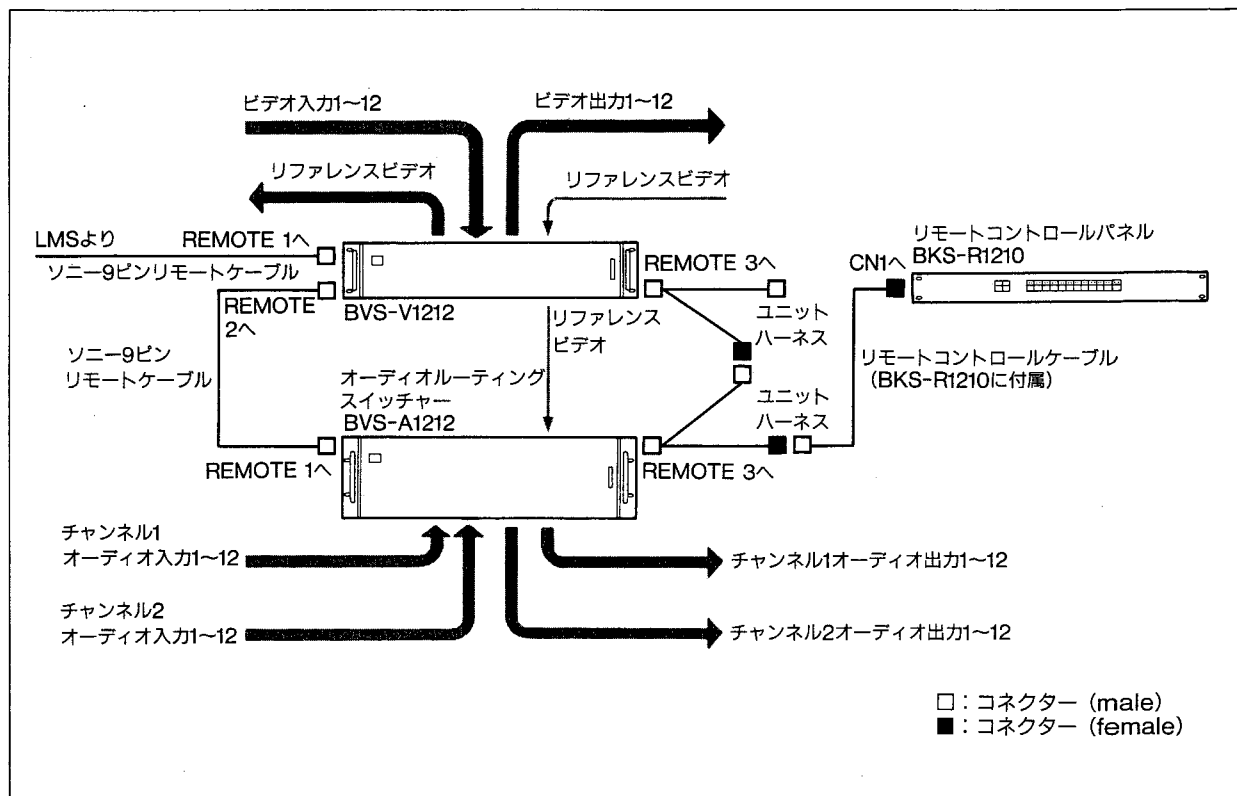 ビデオ入力1～12
ビデオ出力1～12
リファレンスビデオ
リファレンスビデオ
LMSより
REMOTE 1へ
ソニー9ピンリモートケーブル
REMOTE
2へ
BVS-V1212
REMOTE 3へ
ユニット
ハーネス
リモートコントロールパネル
BKS-R1210
CN1へ
リファレンス
ビデオ
ソニー9ピン
リモートケーブル
オーディオルーティング
スイッチャー
BVS-A1212
リモートコントロールケーブル
（BKS-R1210に付属）
ユニット
ハーネス
REMOTE 1へ
REMOTE 3へ
チャンネル1
オーディオ入力1～12
チャンネル1オーディオ出力1～12
チャンネル2
オーディオ入力1～12
チャンネル2オーディオ出力1～12
□：コネクター（male）
■：コネクター（female）